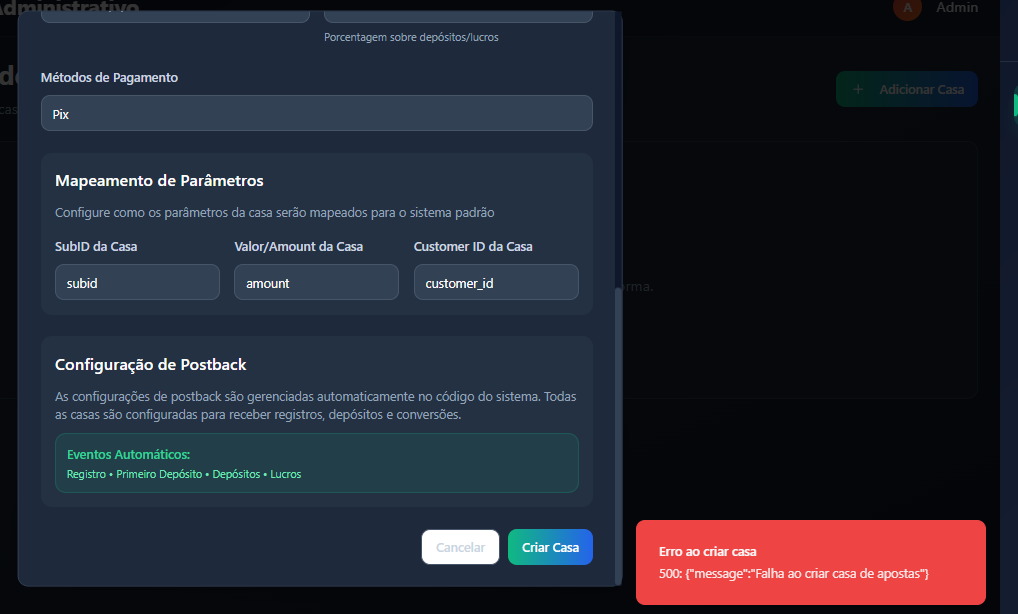 Administrativo
A
Admin
Porcentagem sobre depósitos/lucros
Métodos de Pagamento
Pix
+ Adicionar Casa
Mapeamento de Parâmetros
Configure como os parâmetros da casa serão mapeados para o sistema padrão
SubID da Casa
Valor/Amount da Casa
Customer ID da Casa
subid
amount
customer_id
Configuração de Postback
As configurações de postback são gerenciadas automaticamente no código do sistema. Todas
as casas são configuradas para receber registros, depósitos e conversões.
Eventos Automáticos:
Registro • Primeiro Depósito • Depósitos • Lucros
Cancelar
Criar Casa
Erro ao criar casa
500: {"message":"Falha ao criar casa de apostas"}